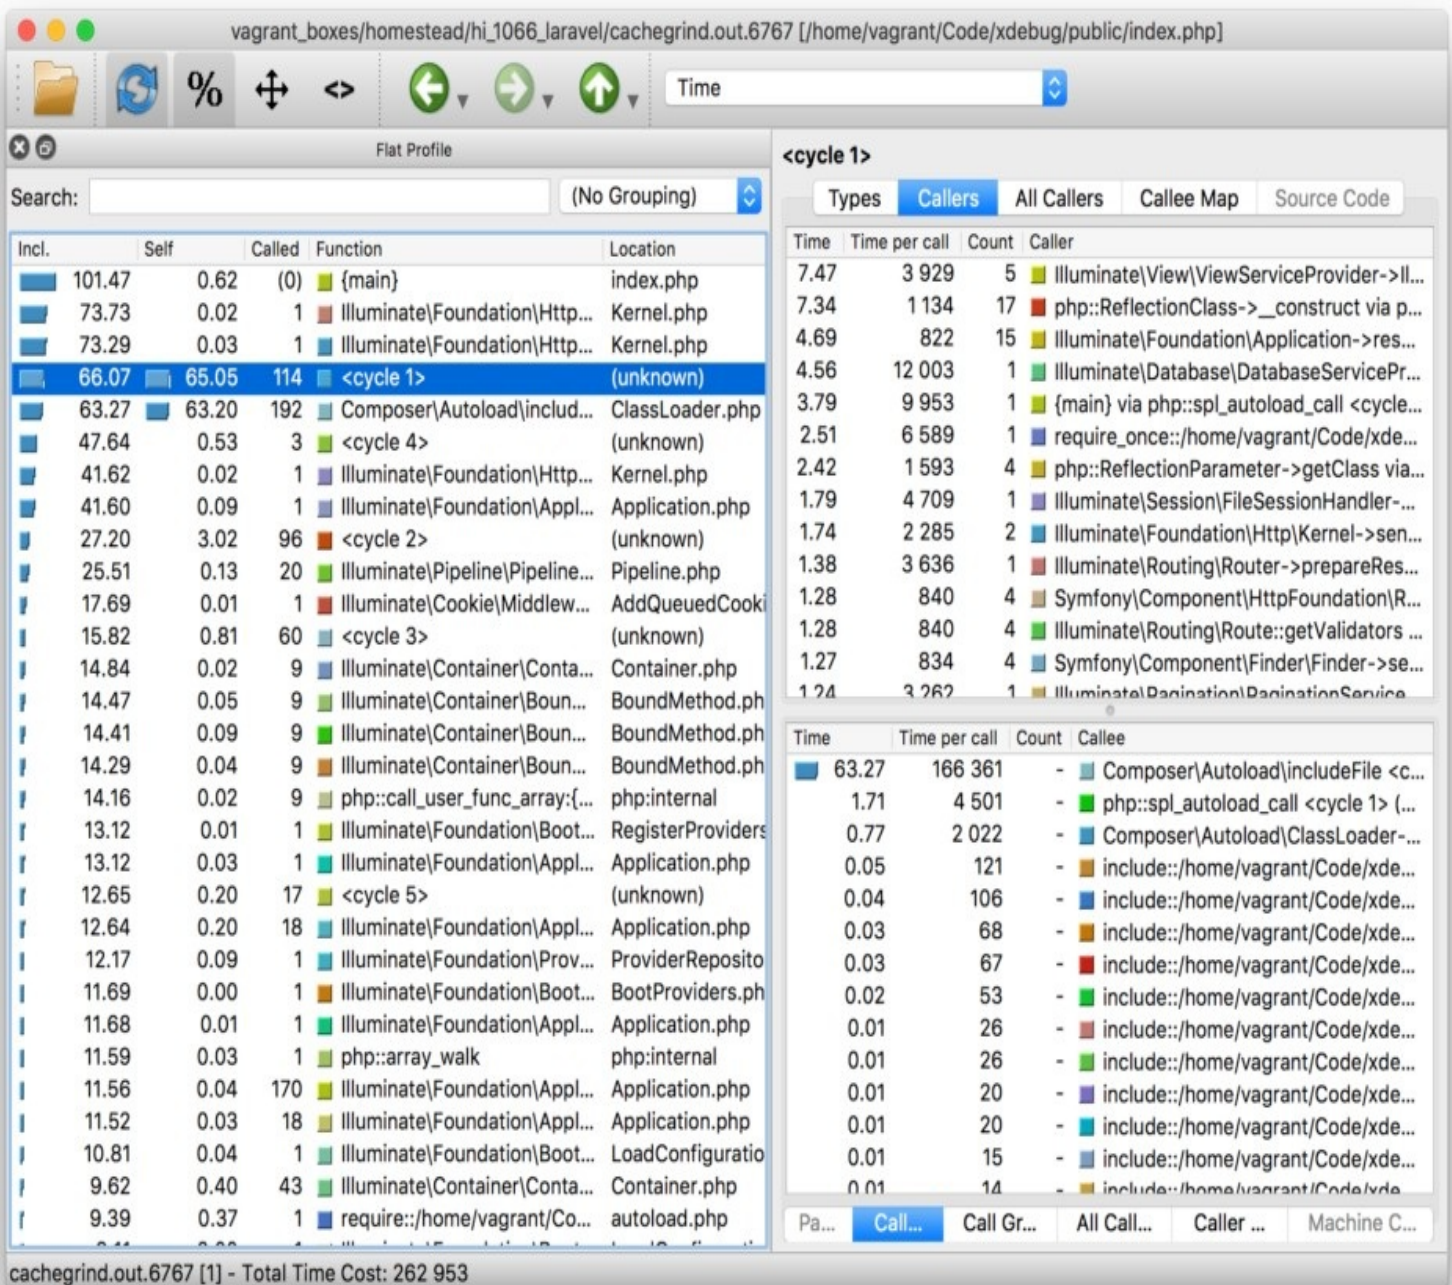 vagrant_boxes/homestead/hi_1066_laravel/cachegrind.out.6767 [/home/vagrant/Code/xdebug/public/index.php]
% <> Time
Flat Profile
Search: (No Grouping)
Incl. Self Called Function Location
101.47 0.62 (0) {main} index.php
73.73 0.02 1 Illuminate\Foundation\Http... Kernel.php
73.29 0.03 1 Illuminate\Foundation\Http... Kernel.php
66.07 65.05 114 <cycle 1> (unknown)
63.27 63.20 192 Composer\Autoload\includ... ClassLoader.php
47.64 0.53 3 <cycle 4> (unknown)
41.62 0.02 1 Illuminate\Foundation\Http... Kernel.php
41.60 0.09 1 Illuminate\Foundation\Appl... Application.php
27.20 3.02 96 <cycle 2> (unknown)
25.51 0.13 20 Illuminate\Pipeline\Pipeline... Pipeline.php
17.69 0.01 1 Illuminate\Cookie\Middlew... AddQueuedCooki
15.82 0.81 60 <cycle 3> (unknown)
14.84 0.02 9 Illuminate\Container\Conta... Container.php
14.47 0.05 9 Illuminate\Container\Boun... BoundMethod.ph
14.41 0.09 9 Illuminate\Container\Boun... BoundMethod.ph
14.29 0.04 9 Illuminate\Container\Boun... BoundMethod.ph
14.16 0.02 9 php::call_user_func_array:{... php:internal
13.12 0.01 1 Illuminate\Foundation\Boot... RegisterProviders
13.12 0.03 1 Illuminate\Foundation\Appl... Application.php
12.65 0.20 17 <cycle 5> (unknown)
12.64 0.20 18 Illuminate\Foundation\Appl... Application.php
12.17 0.09 1 Illuminate\Foundation\Prov... ProviderReposito
11.69 0.00 1 Illuminate\Foundation\Boot... BootProviders.ph
11.68 0.01 1 Illuminate\Foundation\Appl... Application.php
11.59 0.03 1 php::array_walk php:internal
11.56 0.04 170 Illuminate\Foundation\Appl... Application.php
11.52 0.03 18 Illuminate\Foundation\Appl... Application.php
10.81 0.04 1 Illuminate\Foundation\Boot... LoadConfiguratio
9.62 0.40 43 Illuminate\Container\Conta... Container.php
9.39 0.37 1 require::/home/vagrant/Co... autoload.php
<cycle 1>
Types Callers All Callers Callee Map Source Code
Time Time per call Count Caller
7.47 3 929 5 Illuminate\View\ViewServiceProvider->Il...
7.34 1 134 17 php::ReflectionClass->__construct via p...
4.69 822 15 Illuminate\Foundation\Application->res...
4.56 12 003 1 Illuminate\Database\DatabaseServicePr...
3.79 9 953 1 {main} via php::spl_autoload_call <cycle...
2.51 6 589 1 require_once::/home/vagrant/Code/xde...
2.42 1 593 4 php::ReflectionParameter->getClass via...
1.79 4 709 1 Illuminate\Session\FileSessionHandler-...
1.74 2 285 2 Illuminate\Foundation\Http\Kernel->sen...
1.38 3 636 1 Illuminate\Routing\Router->prepareRes...
1.28 840 4 Symfony\Component\HttpFoundation\R...
1.28 840 4 Illuminate\Routing\Route::getValidators ...
1.27 834 4 Symfony\Component\Finder\Finder->se...
1.24 3 262 1 Illuminate\Pagination\PaginationService
Time Time per call Count Callee
63.27 166 361 - Composer\Autoload\includeFile <c...
1.71 4 501 - php::spl_autoload_call <cycle 1> (...
0.77 2 022 - Composer\Autoload\ClassLoader-...
0.05 121 - include::/home/vagrant/Code/xde...
0.04 106 - include::/home/vagrant/Code/xde...
0.03 68 - include::/home/vagrant/Code/xde...
0.03 67 - include::/home/vagrant/Code/xde...
0.02 53 - include::/home/vagrant/Code/xde...
0.01 26 - include::/home/vagrant/Code/xde...
0.01 26 - include::/home/vagrant/Code/xde...
0.01 20 - include::/home/vagrant/Code/xde...
0.01 20 - include::/home/vagrant/Code/xde...
0.01 15 - include::/home/vagrant/Code/xde...
0.01 14 - include::/home/vagrant/Code/xde
Pa... Call... Call Gr... All Call... Caller ... Machine C...
cachegrind.out.6767 [1] - Total Time Cost: 262 953